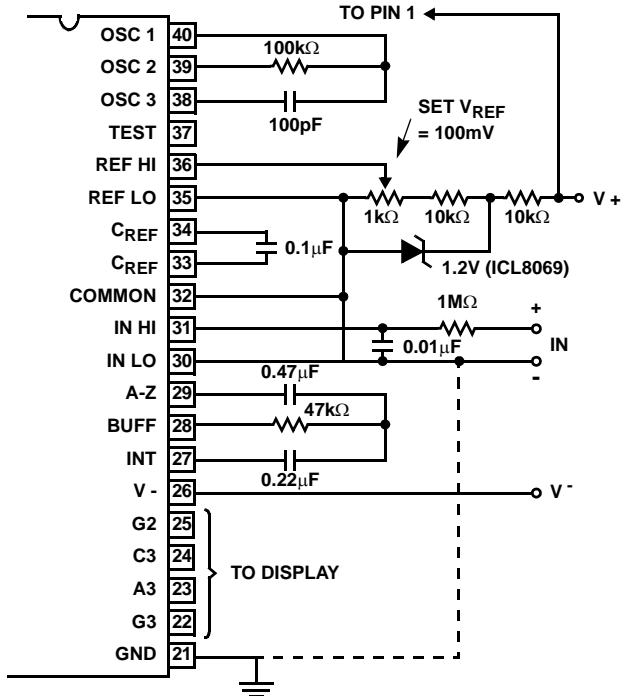 TO PIN 1
OSC 1 40
100kΩ
OSC 2 39
OSC 3 38
100pF
SET VREF
= 100mV
TEST 37
REF HI 36
REF LO 35
V +
1kΩ 10kΩ 10kΩ
CREF 34
0.1µF
CREF 33
1.2V (ICL8069)
COMMON 32
1MΩ
+
IN HI 31
0.01µF
IN
IN LO 30
-
0.47µF
A-Z 29
47kΩ
BUFF 28
INT 27
0.22µF
V - 26
V -
G2 25
C3 24
TO DISPLAY
A3 23
G3 22
GND 21